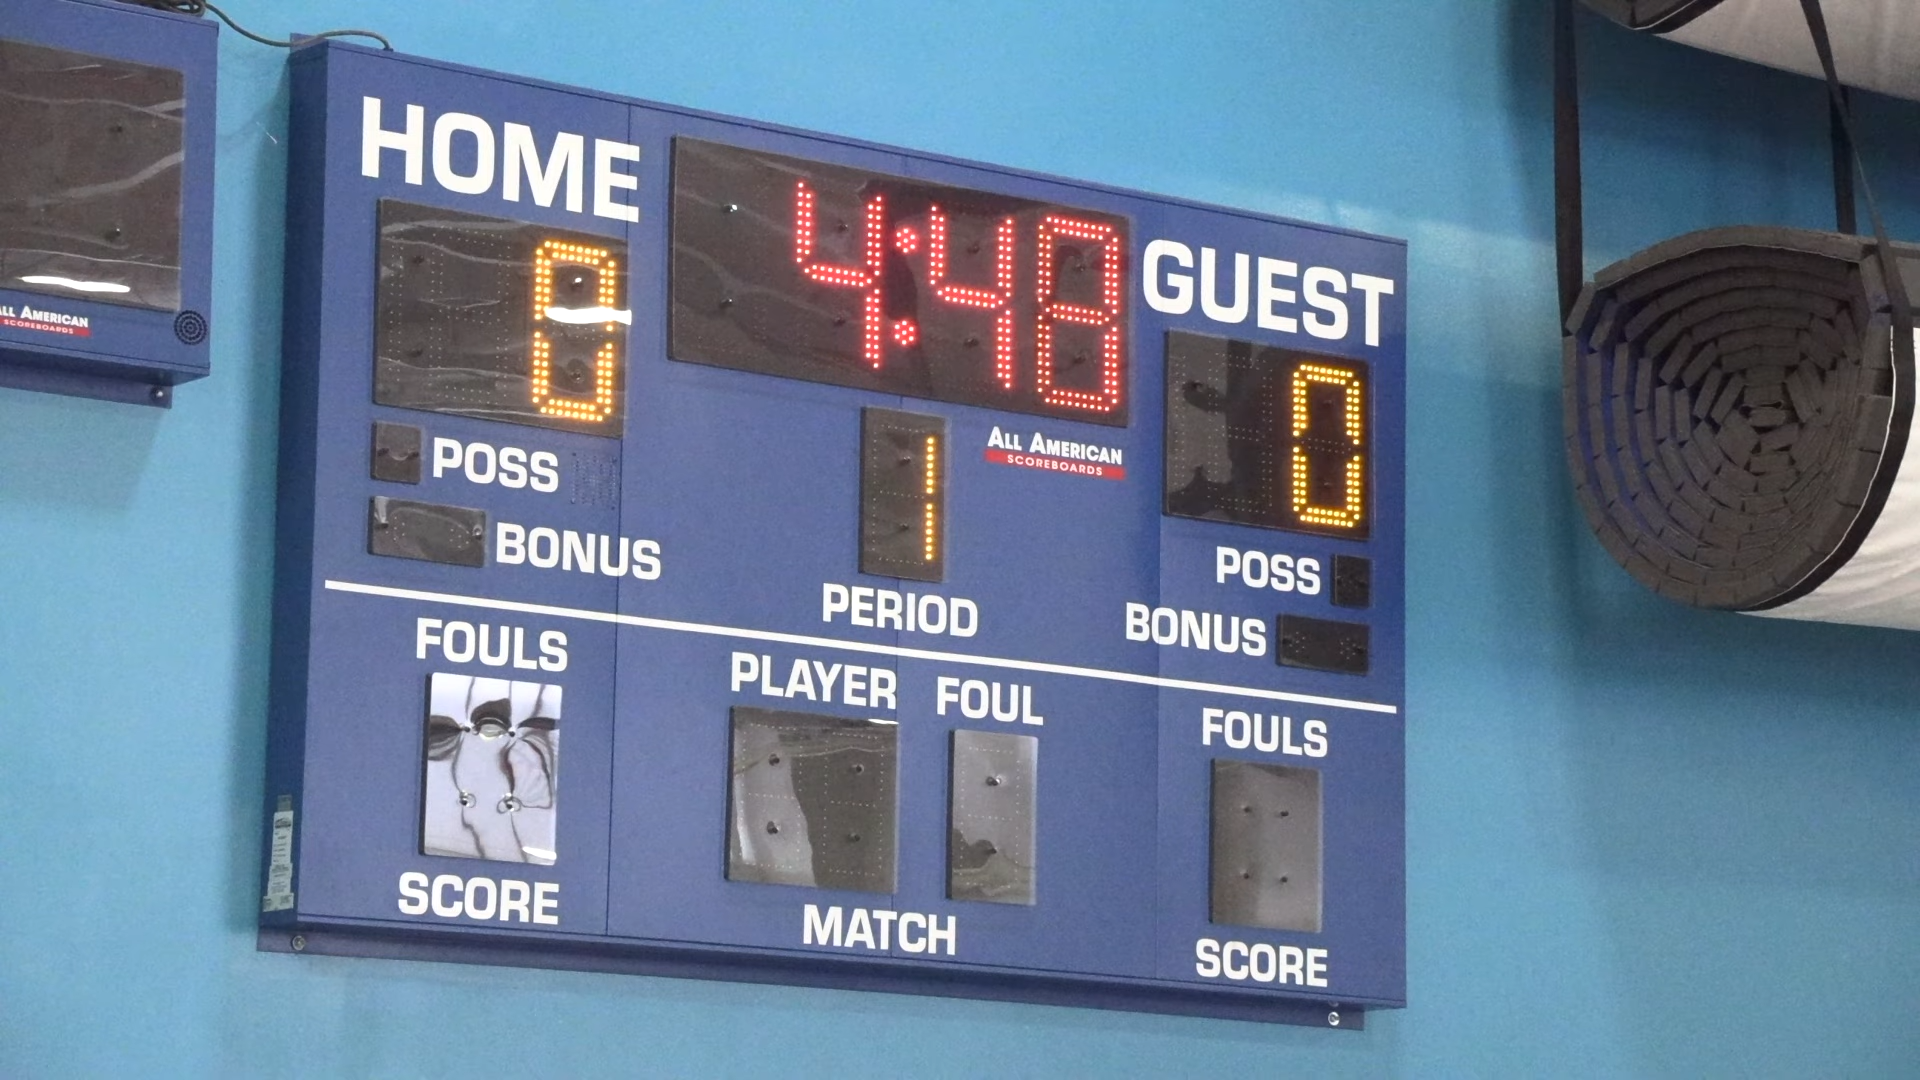 HOME
4:48
GUEST
0
0
ALL AMERICAN
SCOREBOARDS
ALL AMERICAN
SCOREBOARDS
POSS
1
POSS
BONUS
PERIOD
BONUS
FOULS
PLAYER FOUL
FOULS
SCORE
MATCH
SCORE